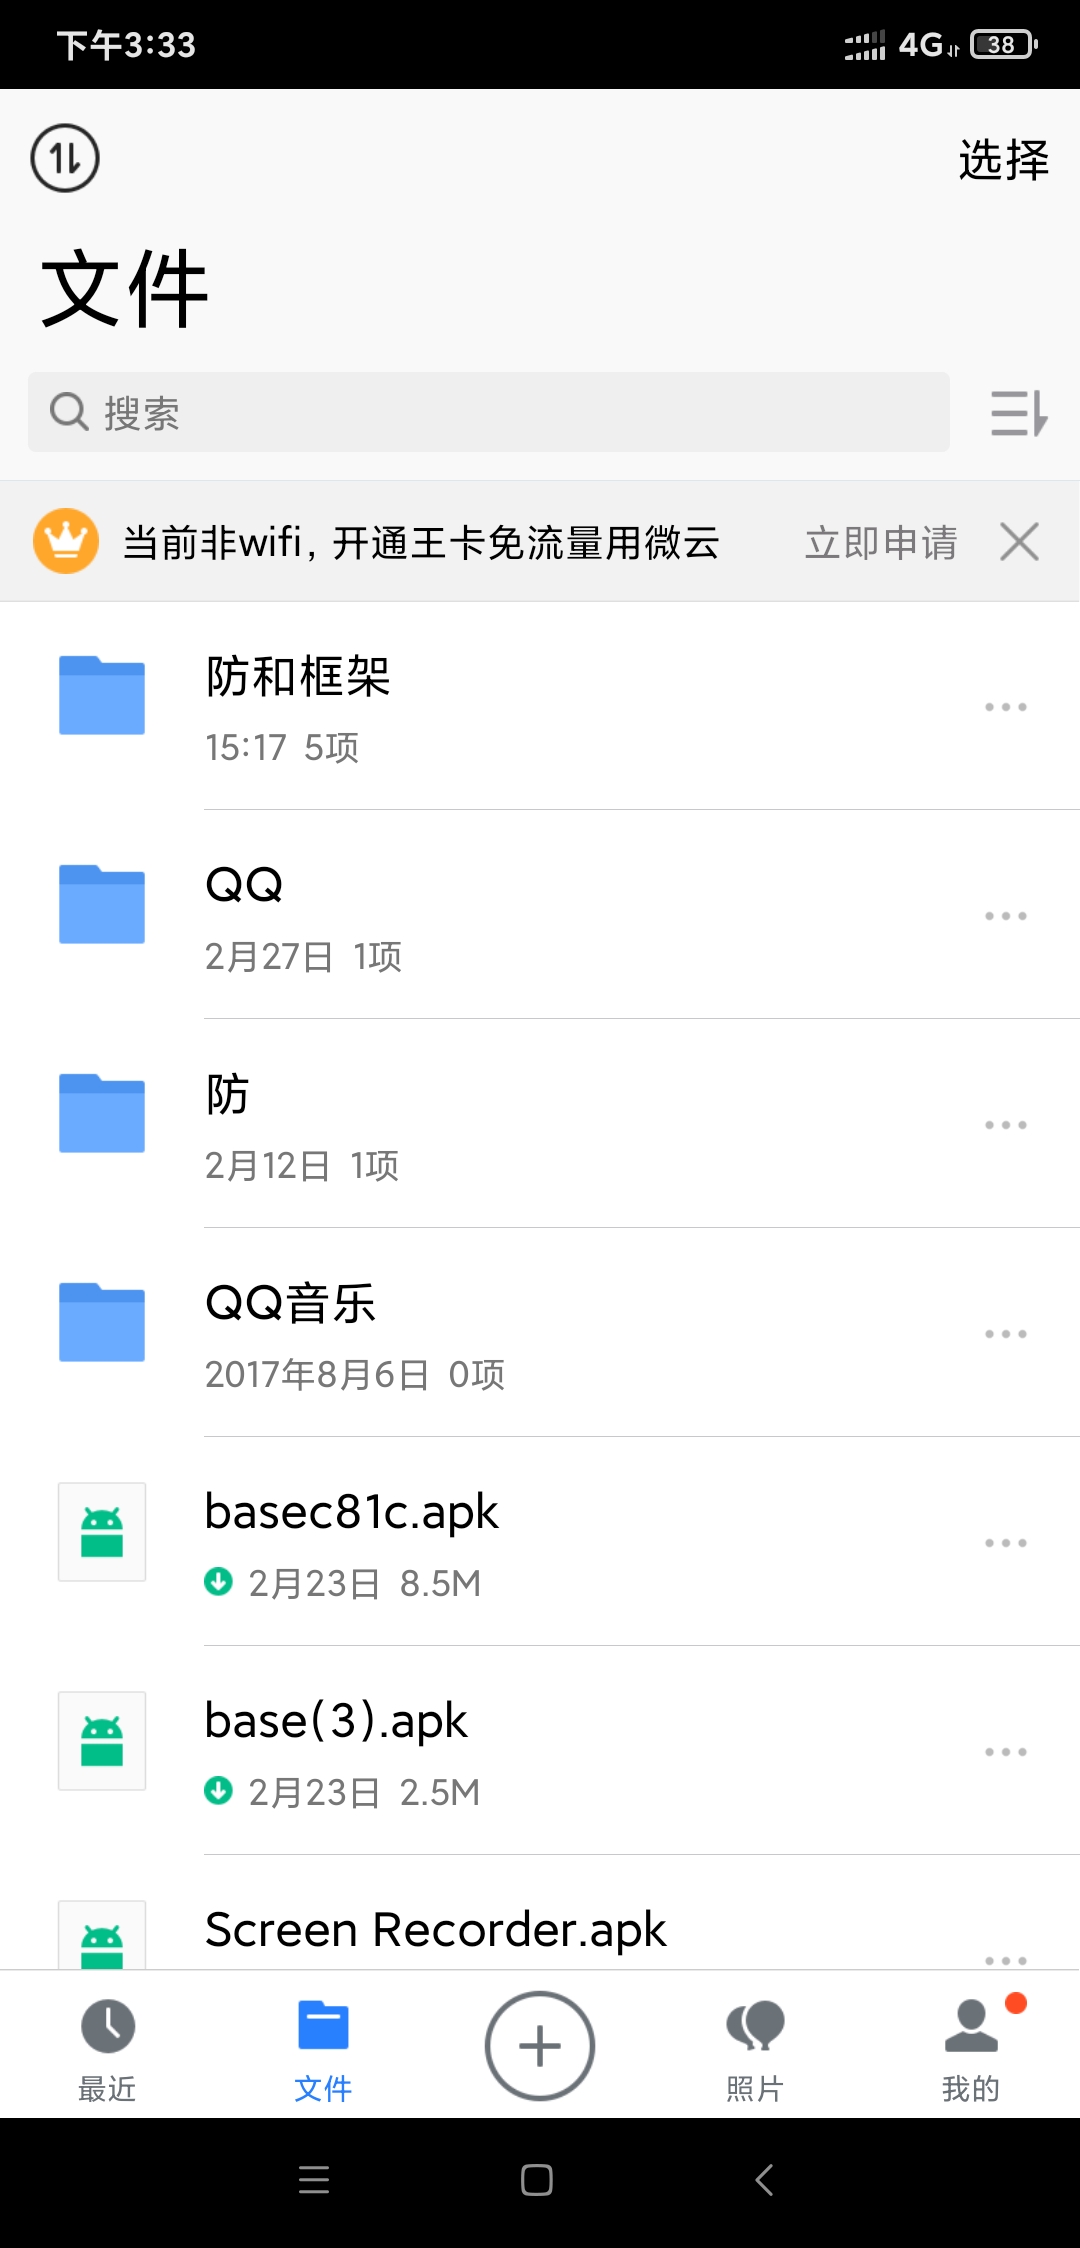 下午3:33
4G
38
选择
文件
搜索
当前非wifi, 开通王卡免流量用微云
立即申请
防和框架
15:17 5项
QQ
2月27日 1项
防
2月12日 1项
QQ音乐
2017年8月6日 0项
basec81c.apk
2月23日 8.5M
base(3).apk
2月23日 2.5M
Screen Recorder.apk
最近
文件
照片
我的